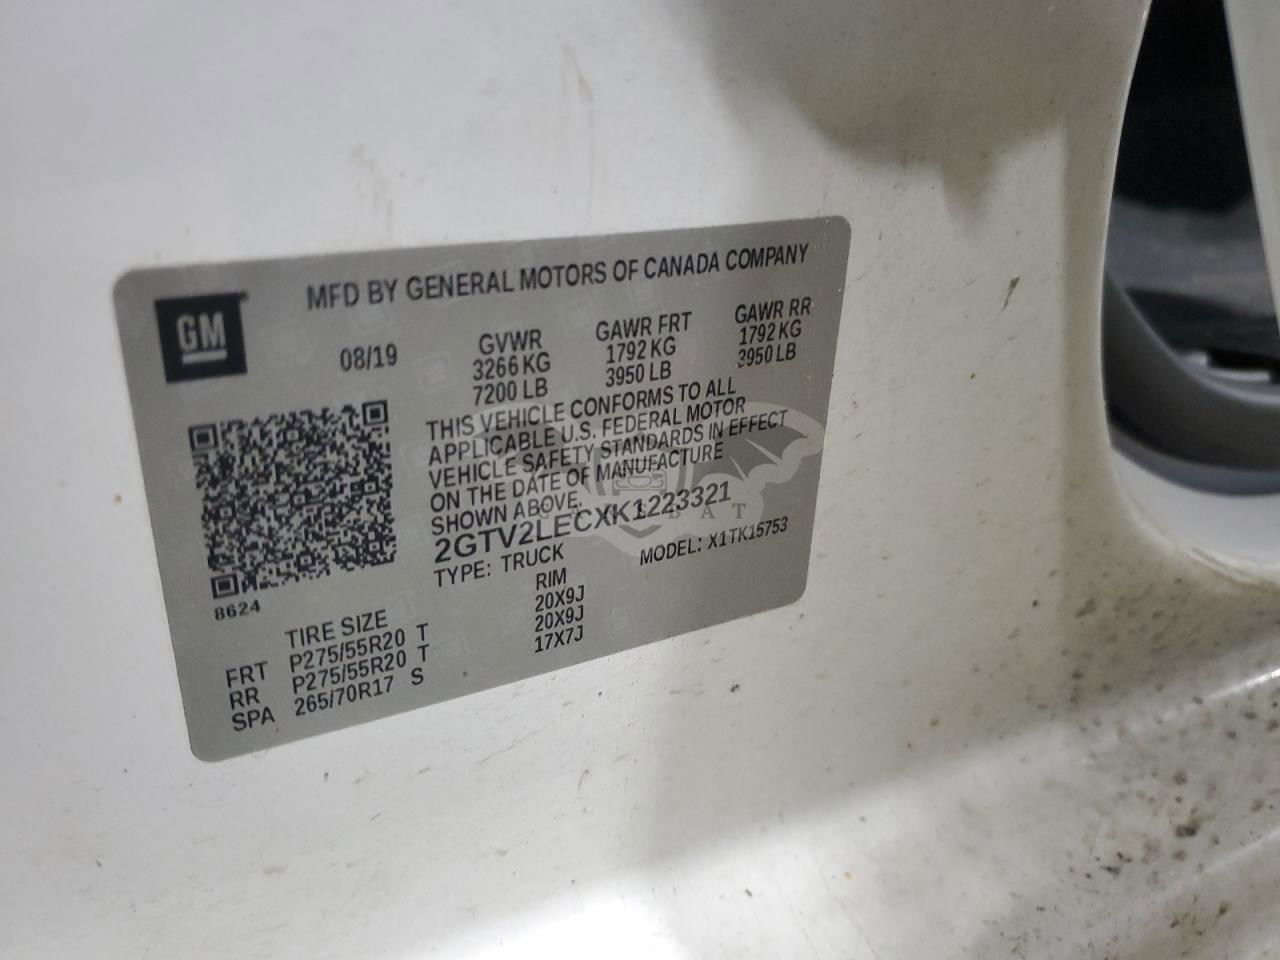 MFD BY GENERAL MOTORS OF CANADA COMPANY
GM
08/19
GVWR GAWR FRT GAWR RR
3266 KG 1792 KG 1792 KG
7200 LB 3950 LB 3950 LB
THIS VEHICLE CONFORMS TO ALL
APPLICABLE U.S. FEDERAL MOTOR
VEHICLE SAFETY STANDARDS IN EFFECT
ON THE DATE OF MANUFACTURE
SHOWN ABOVE.
2GTV2LECXK1223321
TYPE: TRUCK MODEL: X1TK15753
8624
TIRE SIZE RIM
FRT P275/55R20 T 20X9J
RR P275/55R20 T 20X9J
SPA 265/70R17 S 17X7J